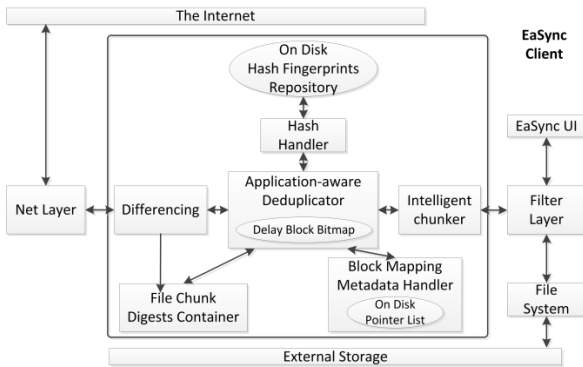 The Internet
EaSync
Client
On Disk
Hash Fingerprints
Repository
Hash
Handler
EaSync UI
Net Layer
Differencing
Application-aware
Deduplicator
Delay Block Bitmap
Intelligent
chunker
Filter
Layer
File Chunk
Digests Container
Block Mapping
Metadata Handler
On Disk
Pointer List
File
System
External Storage